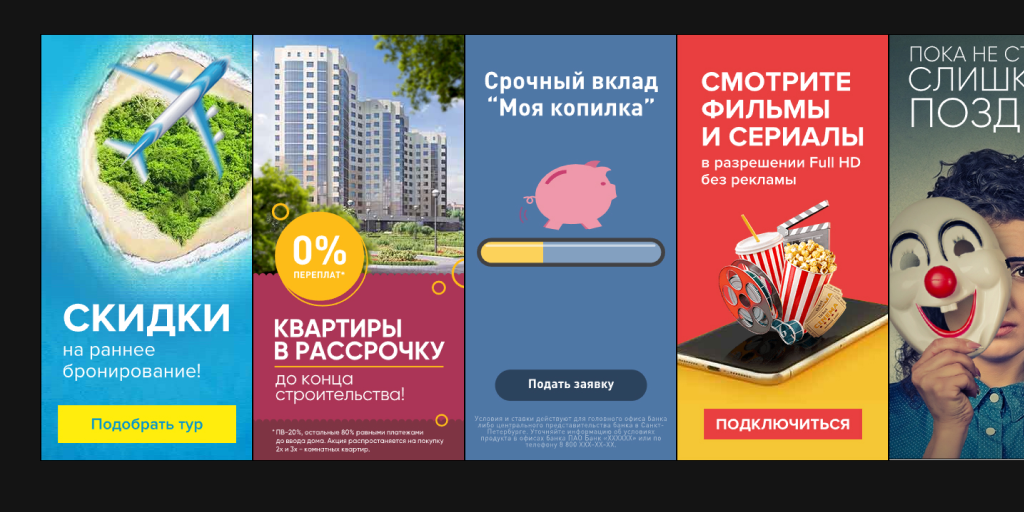 СКИДКИ
на раннее
бронирование!
Подобрать тур
0%
ПЕРЕПЛАТ*
КВАРТИРЫ
В РАССРОЧКУ
до конца
строительства!
*ПВ-20%, остальные 80% равными платежами
до ввода дома. Акция распространется на покупку
2х и 3х - комнатных квартир.
Срочный вклад
“Моя копилка”
Подать заявку
Условия и ставки действуют для головного офиса банка
либо центрального представительства банка в Санкт-
Петербурге. Уточняйте информацию об условиях
продукта в офисах Банка ПАО Банк «XXXXXX» или по
телефону 8 800 XXX-XX-XX.
СМОТРИТЕ
ФИЛЬМЫ
И СЕРИАЛЫ
в разрешении Full HD
без рекламы
ПОДКЛЮЧИТЬСЯ
ПОКА НЕ СТ
СЛИШК
ПОЗД